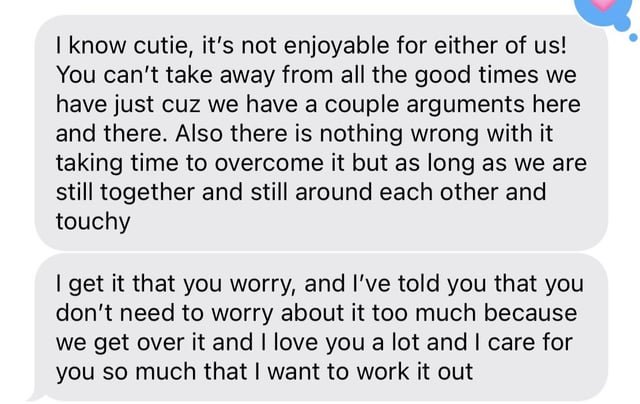 I know cutie, it's not enjoyable for either of us!
You can't take away from all the good times we
have just cuz we have a couple arguments here
and there. Also there is nothing wrong with it
taking time to overcome it but as long as we are
still together and still around each other and
touchy
I get it that you worry, and I've told you that you
don't need to worry about it too much because
we get over it and I love you a lot and I care for
you so much that I want to work it out